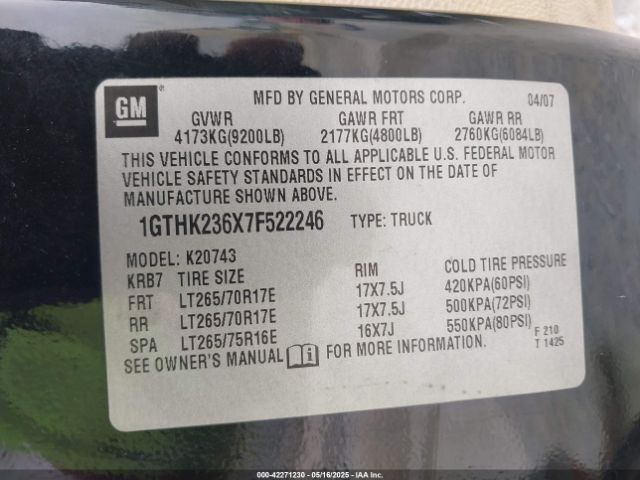 GM
MFD BY GENERAL MOTORS CORP. 04/07
GVWR GAWR FRT GAWR RR
4173KG(9200LB) 2177KG(4800LB) 2760KG(6084LB)
THIS VEHICLE CONFORMS TO ALL APPLICABLE U.S. FEDERAL MOTOR
VEHICLE SAFETY STANDARDS IN EFFECT ON THE DATE OF
MANUFACTURE SHOWN ABOVE.
1GTHK236X7F522246 TYPE: TRUCK
MODEL: K20743
KRB7 TIRE SIZE RIM COLD TIRE PRESSURE
FRT LT265/70R17E 17X7.5J 420KPA(60PSI)
RR LT265/70R17E 17X7.5J 500KPA(72PSI)
SPA LT265/75R16E 16X7J 550KPA(80PSI)
SEE OWNER'S MANUAL i FOR MORE INFORMATION.
F 210
T 1425
000-42271230 - 05/16/2025 - IAAI.COM